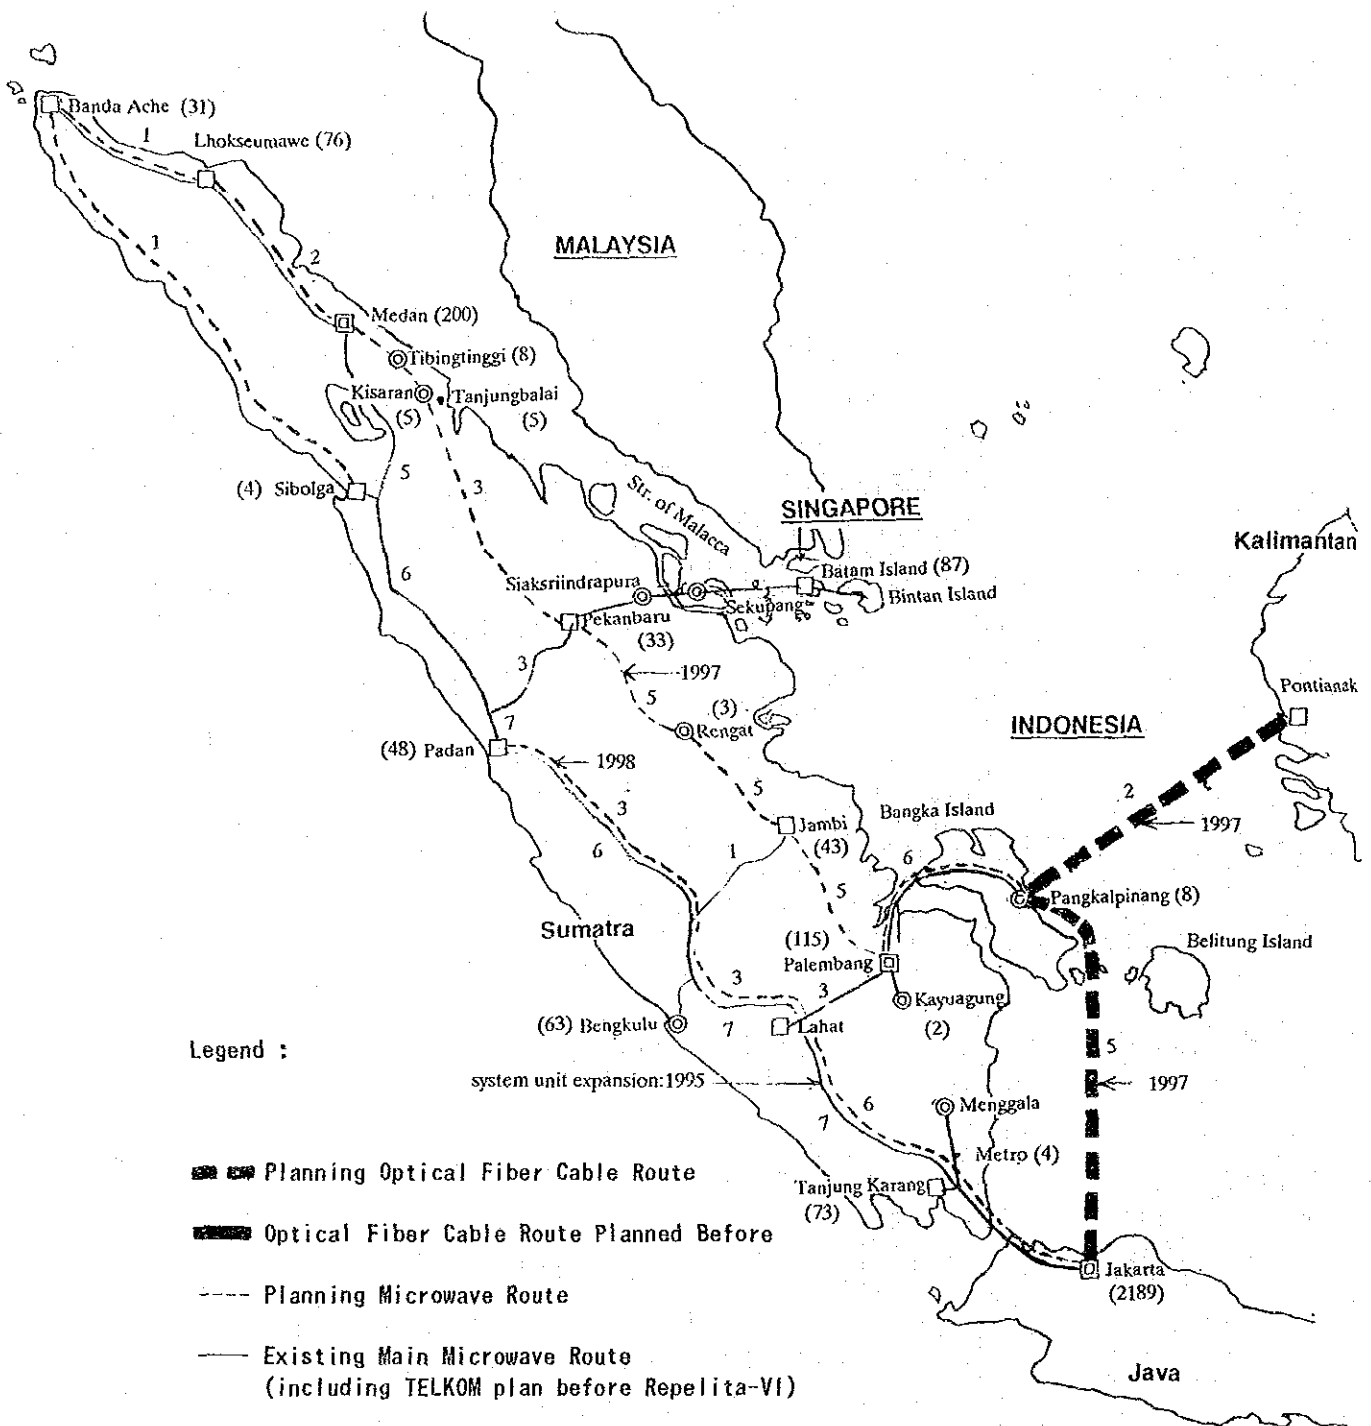 Banda Ache (31)
1
Lhokseumawe (76)
1
2
MALAYSIA
Medan (200)
Tibingtinggi (8)
Kisaran
(5)
Tanjungbalai
(5)
5
3
(4) Sibolga
Str. of Malacca
SINGAPORE
Kalimantan
6
Siaksriindrapura
Batam Island (87)
Sekupang
Bintan Island
Pekanbaru
(33)
3
1997
5
(3)
Rengat
Pontianak
7
INDONESIA
(48) Padan
1998
5
2
3
Bangka Island
1997
6
Jambi
(43)
1
6
5
Pangkalpinang (8)
Sumatra
(115)
Palembang
Belitung Island
3
3
Kayuagung
(2)
(63) Bengkulu
7
Lahat
5
Legend :
system unit expansion:1995
1997
6
7
Menggala
Metro (4)
Planning Optical Fiber Cable Route
Tanjung Karang
(73)
Optical Fiber Cable Route Planned Before
Jakarta
(2189)
Planning Microwave Route
Existing Main Microwave Route
(including TELKOM plan before Repelita-VI)
Java